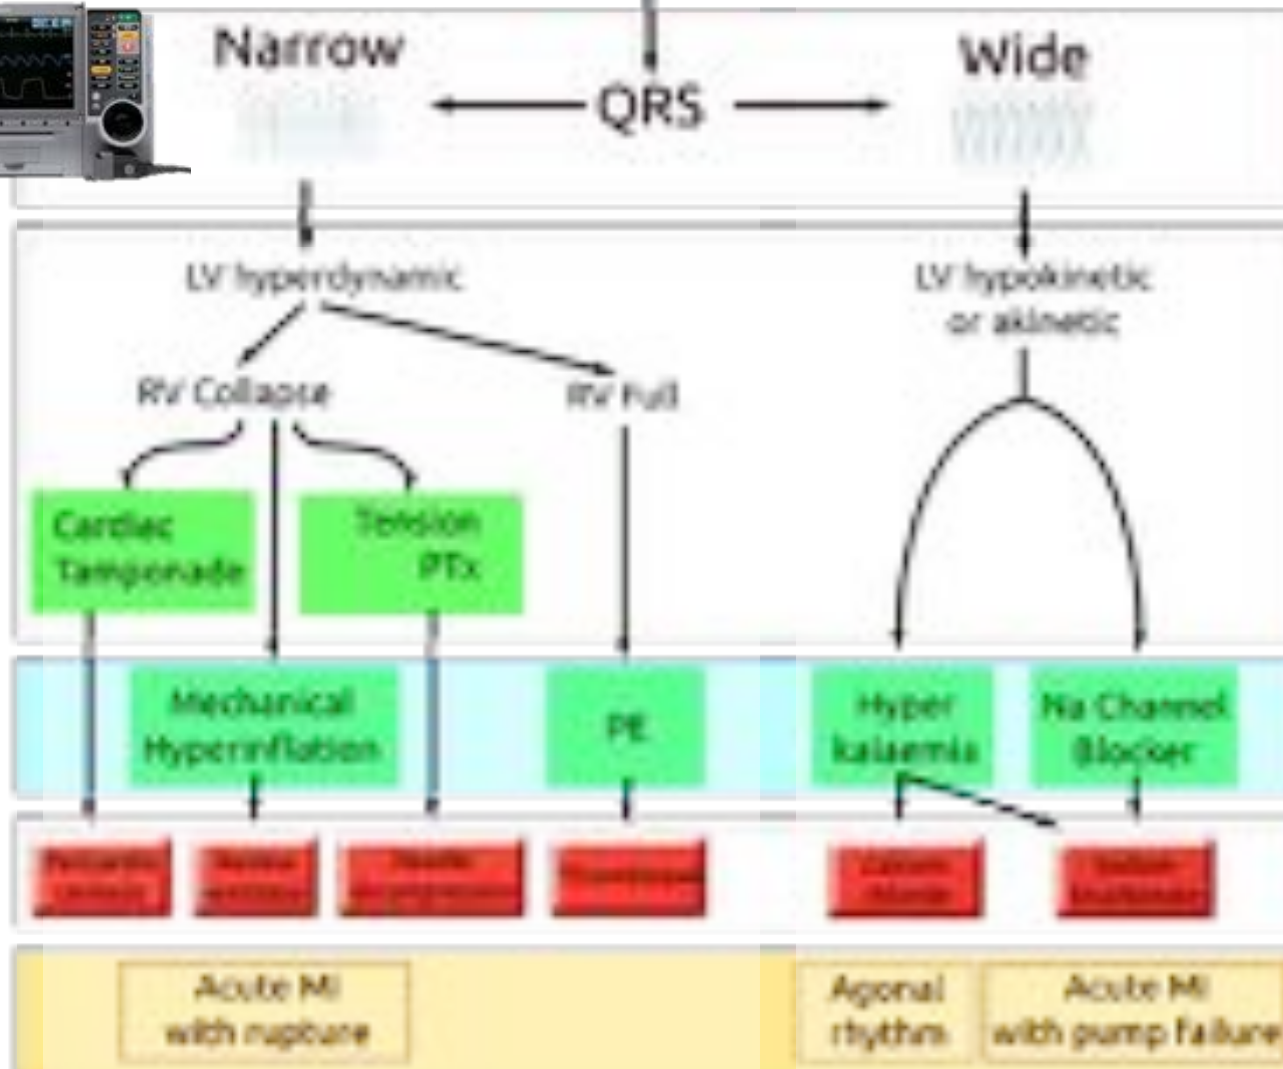 Narrow
Wide
QRS
LV hyperdynamic
LV hypokinetic
or akinetic
RV Collapse
RV Full
Cardiac
Tamponade
Tension
PTx
Mechanical
Hyperinflation
PE
Hyper
kalaemia
Na Channel
Blocker
Needle
Acute MI
with rupture
Agonal
rhythm
Acute MI
with pump failure